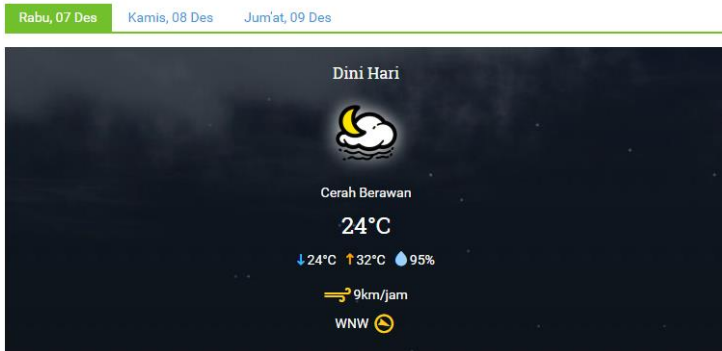 Rabu, 07 Des Kamis, 08 Des Jum'at, 09 Des
Dini Hari
Cerah Berawan
24°C
↓24°C ↑32°C 95%
9km/jam
WNW